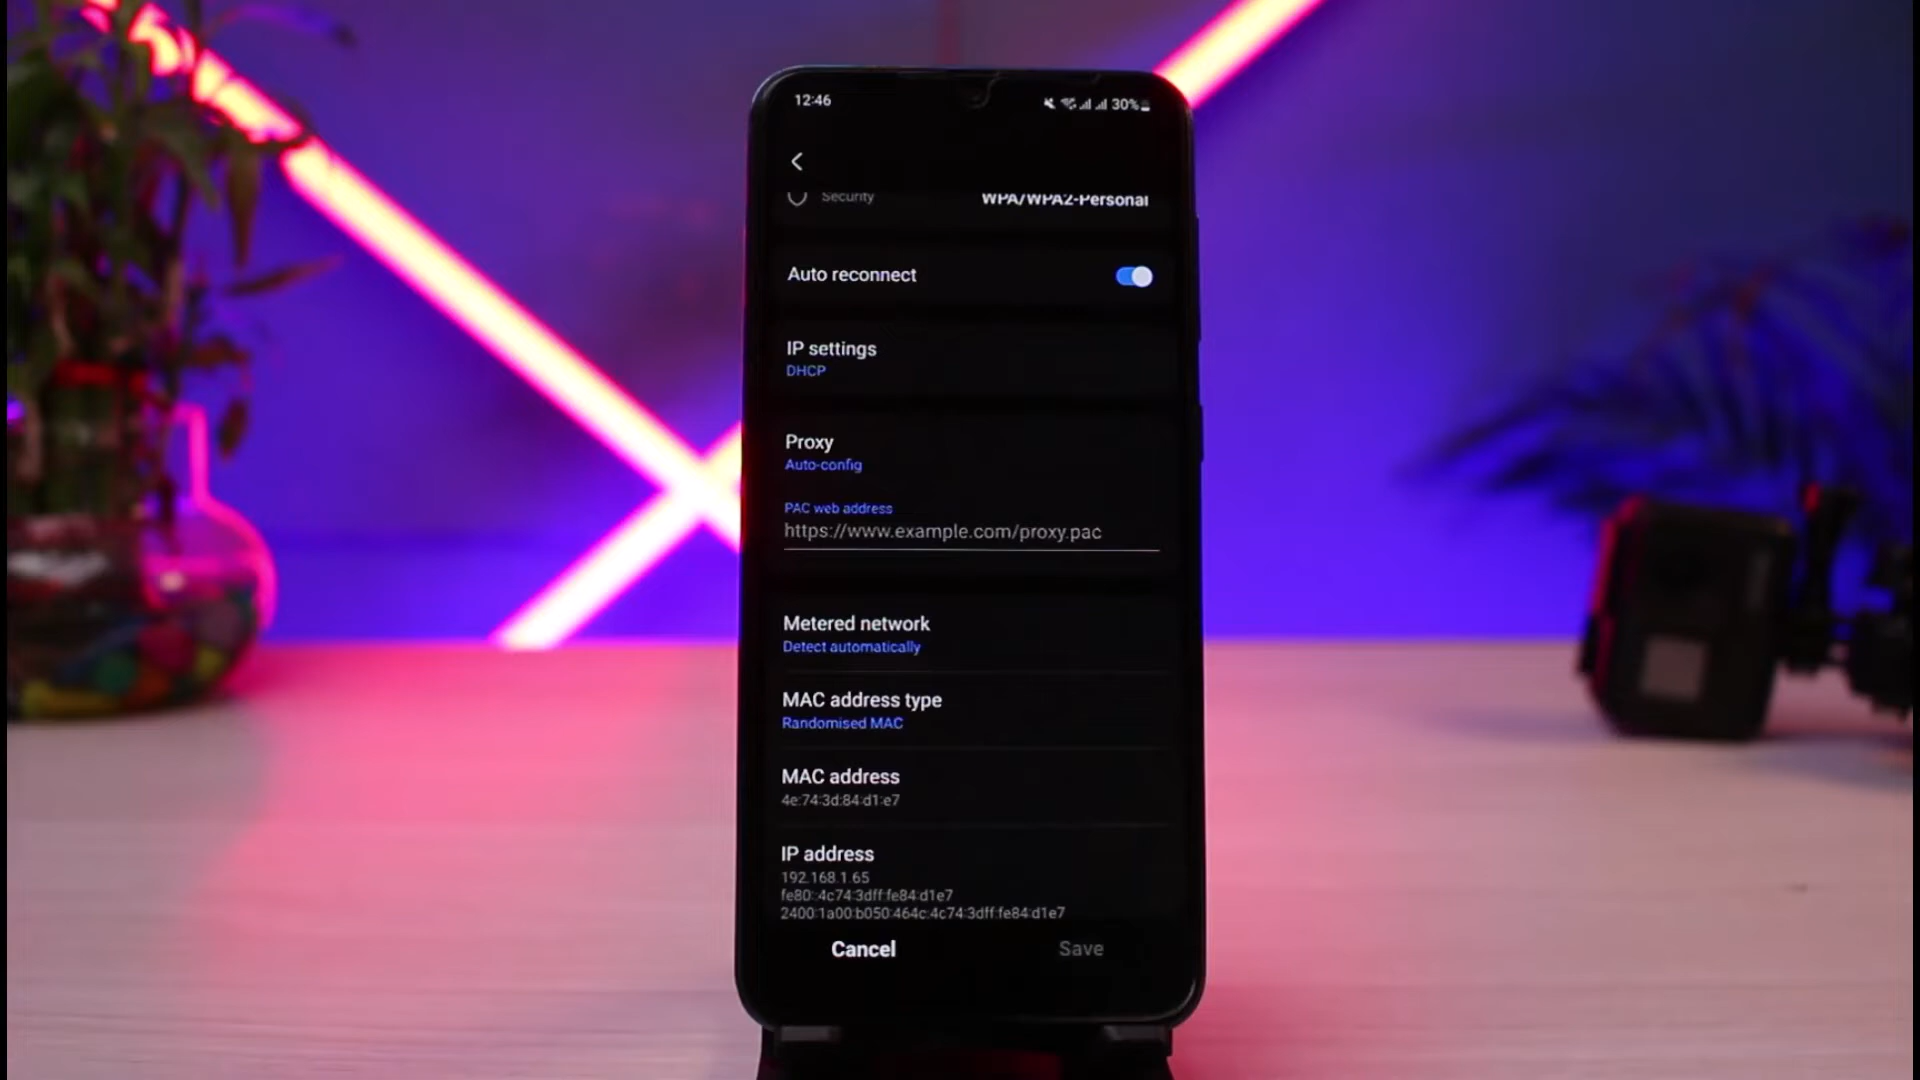 12:46
30%
Security WPA/WPA2-Personal
Auto reconnect
IP settings
DHCP
Proxy
Auto-config
PAC web address
https://www.example.com/proxy.pac
Metered network
Detect automatically
MAC address type
Randomised MAC
MAC address
4e:74:3d:84:d1:e7
IP address
192.168.1.65
fe80::4c74:3dff:fe84:d1e7
2400:1a00:b050:464c:4c74:3dff:fe84:d1e7
Cancel Save